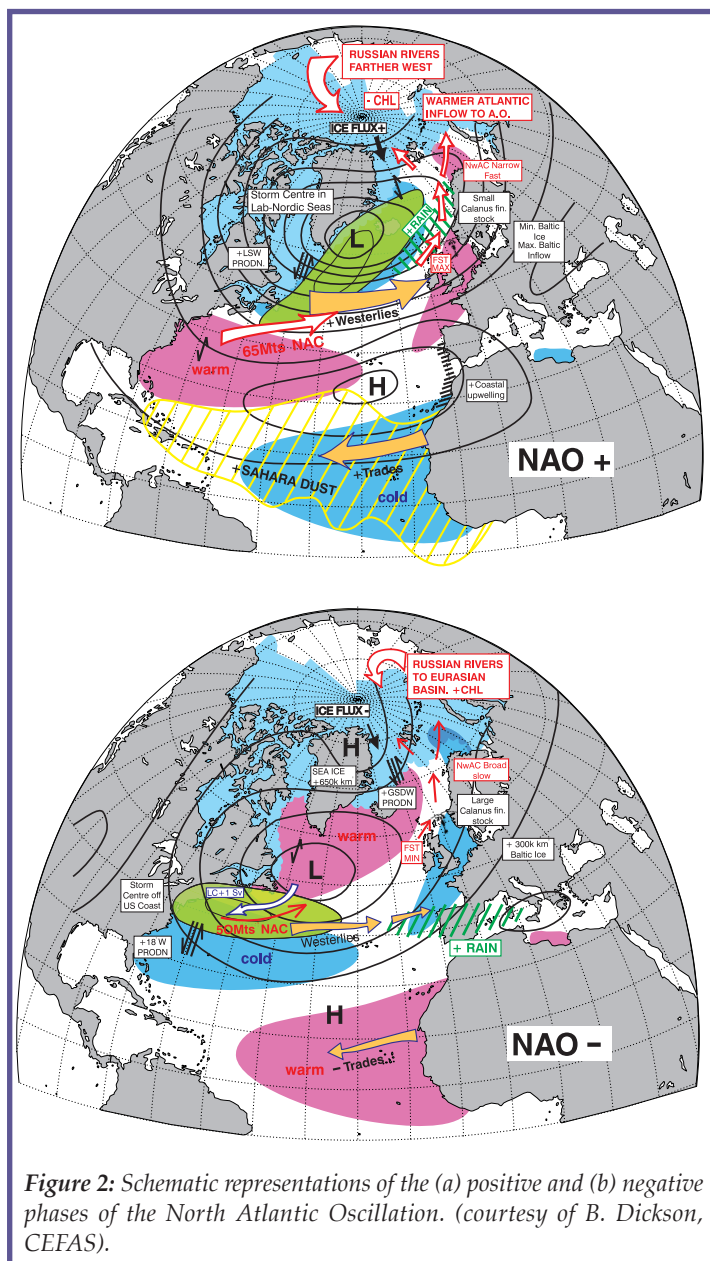 RUSSIAN RIVERS
FARTHER WEST
- CHL
WARMER ATLANTIC
INFLOW TO A.O.
ICE FLUX+
NwAC Narrow
Fast
Storm Centre in
Lab-Nordic Seas
Small
Calanus fin.
stock
+ RAIN
Min. Baltic
Ice
Max. Baltic
Inflow
L
+LSW
PRODN.
FST
MAX
+Westerlies
65Mts NAC
warm
H
+Coastal
upwelling
NAO +
+SAHARA DUST
+Trades
cold
RUSSIAN RIVERS
TO EURASIAN
BASIN. +CHL
ICE FLUX-
H
SEA ICE
+650k km
NwAC Broad
slow
+GSDW
PRODN
Large
Calanus fin.
stock
warm
FST
MIN
+ 300k km
Baltic Ice
L
Storm
Centre off
US Coast
LC+1 Sv
50Mts NAC
Westerlies
+18 W
PRODN
+ RAIN
cold
H
NAO −
warm
− Trades
Figure 2: Schematic representations of the (a) positive and (b) negative
phases of the North Atlantic Oscillation. (courtesy of B. Dickson,
CEFAS).